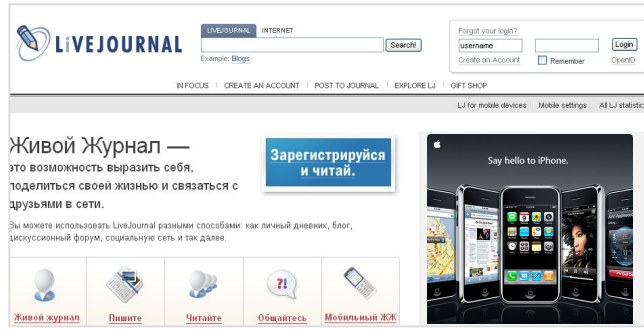 LIVEJOURNAL
LIVEJOURNAL INTERNET
Search!
Example: Blogs
Forgot your login?
username
Login
Create an Account Remember OpenID
IN FOCUS CREATE AN ACCOUNT POST TO JOURNAL EXPLORE LJ GIFT SHOP
LJ for mobile devices Mobile settings All LJ statistic
Живой Журнал —
это возможность выразить себя,
поделиться своей жизнью и связаться с
друзьями в сети.
Вы можете использовать LiveJournal разными способами: как личный дневник, блог,
дискуссионный форум, социальную сеть и так далее.
Зарегистрируйся
и читай.
Say hello to iPhone.
?!
Живой журнал Пишите Читайте Общайтесь Мобильный ЖЖ